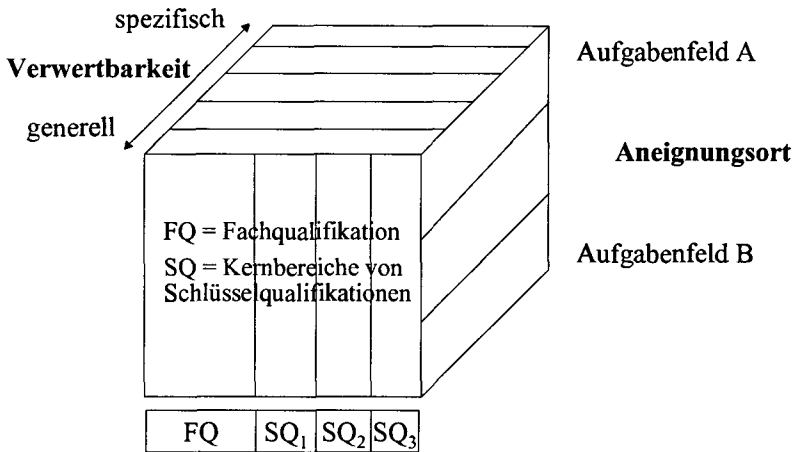 spezifisch
Verwertbarkeit
generell
Aufgabenfeld A
Aneignungsort
Aufgabenfeld B
FQ = Fachqualifikation
SQ = Kernbereiche von
Schlüsselqualifikationen
FQ SQ₁ SQ₂ SQ₃